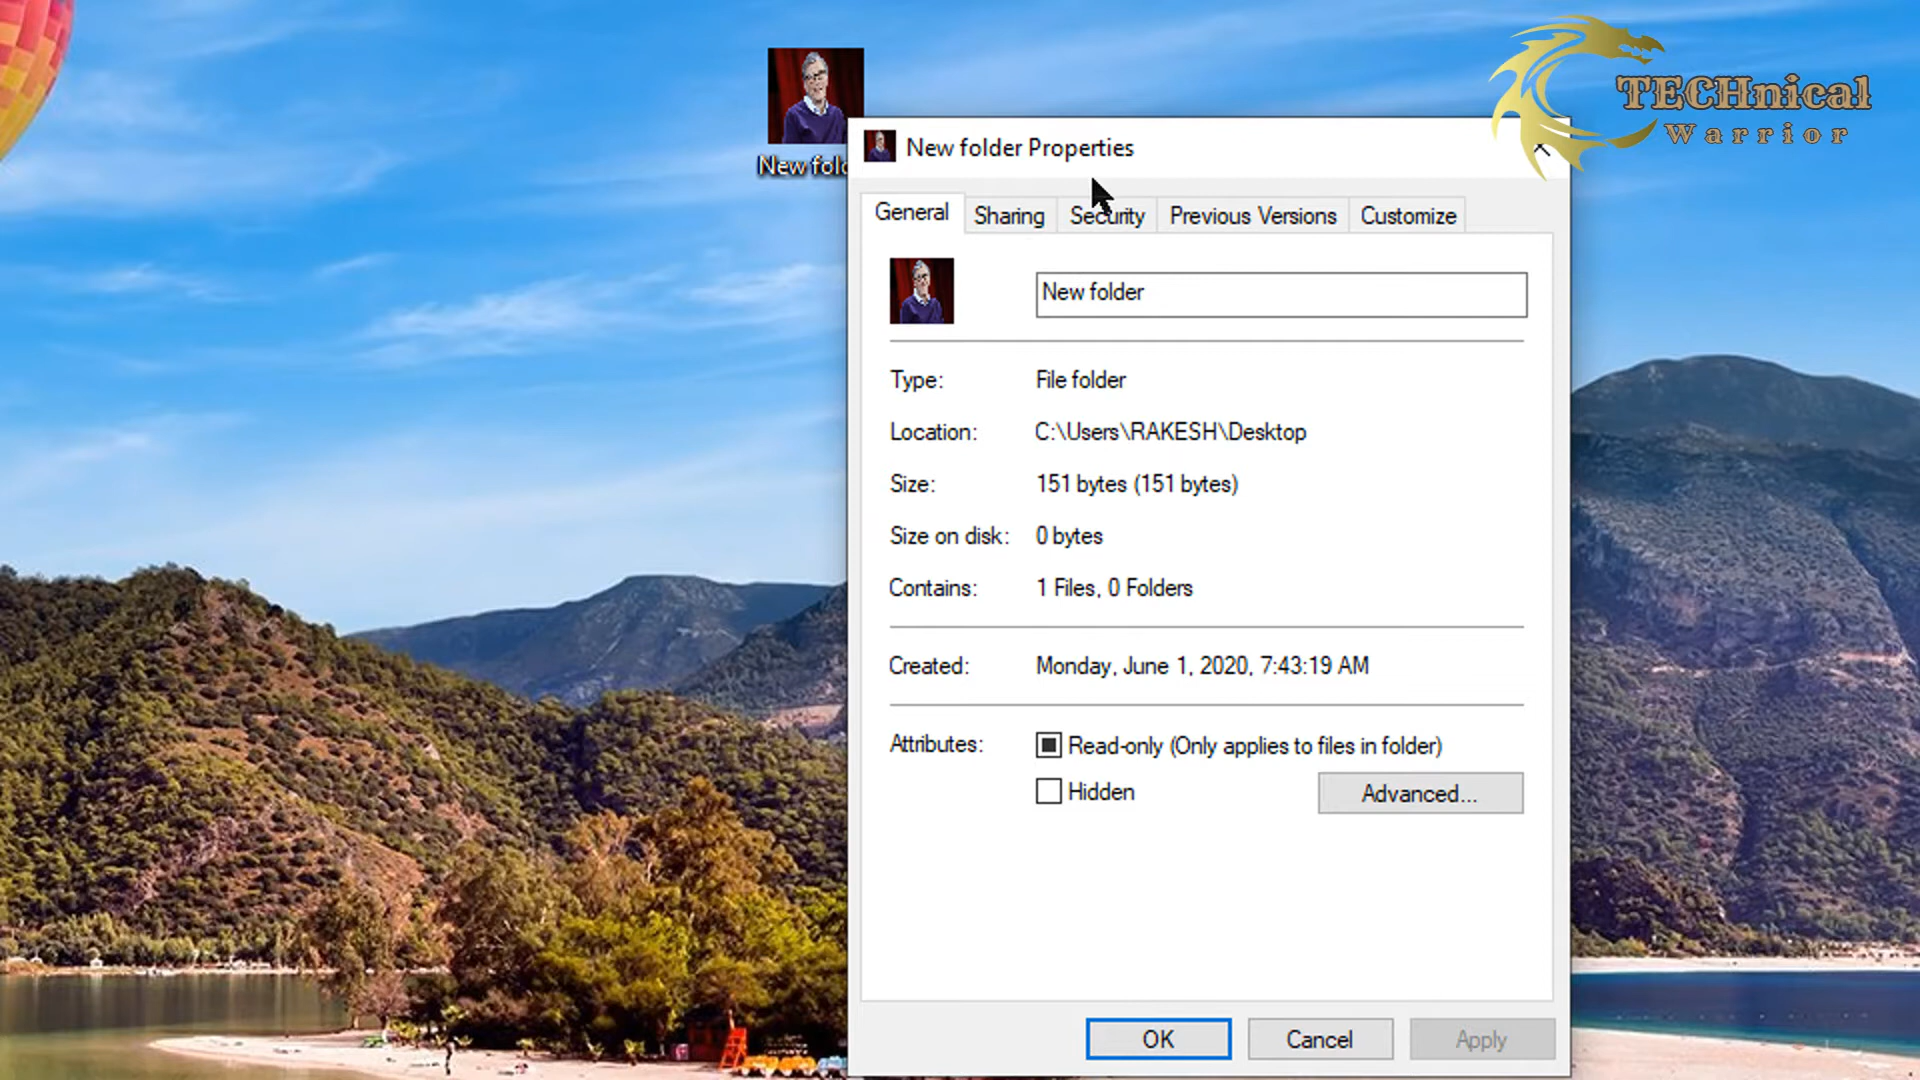 TECHnical
Warrior
New fol
New folder Properties
General
Sharing
Security
Previous Versions
Customize
New folder
Type: File folder
Location: C:\Users\RAKESH\Desktop
Size: 151 bytes (151 bytes)
Size on disk: 0 bytes
Contains: 1 Files, 0 Folders
Created: Monday, June 1, 2020, 7:43:19 AM
Attributes: Read-only (Only applies to files in folder)
Hidden
Advanced...
OK
Cancel
Apply